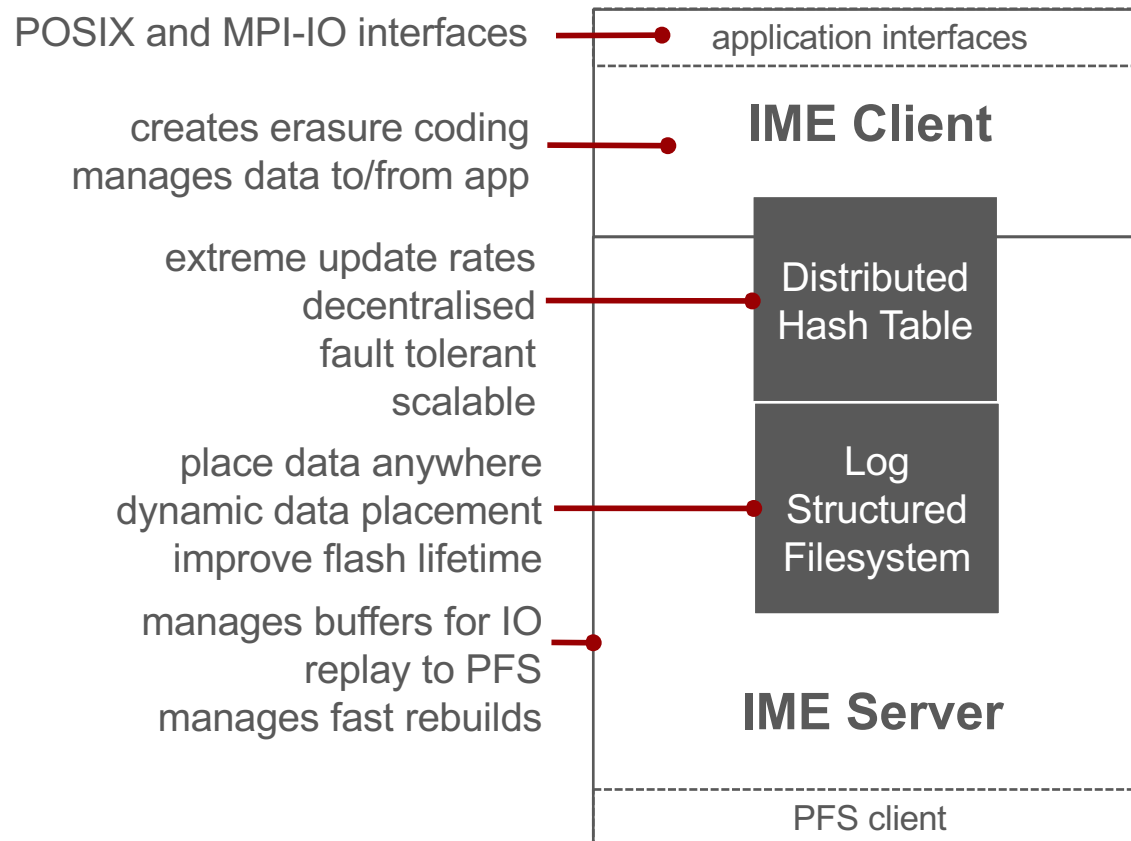 POSIX and MPI-IO interfaces
application interfaces
creates erasure coding
manages data to/from app
IME Client
extreme update rates
decentralised
fault tolerant
scalable
Distributed
Hash Table
place data anywhere
dynamic data placement
improve flash lifetime
Log
Structured
Filesystem
manages buffers for IO
replay to PFS
manages fast rebuilds
IME Server
PFS client